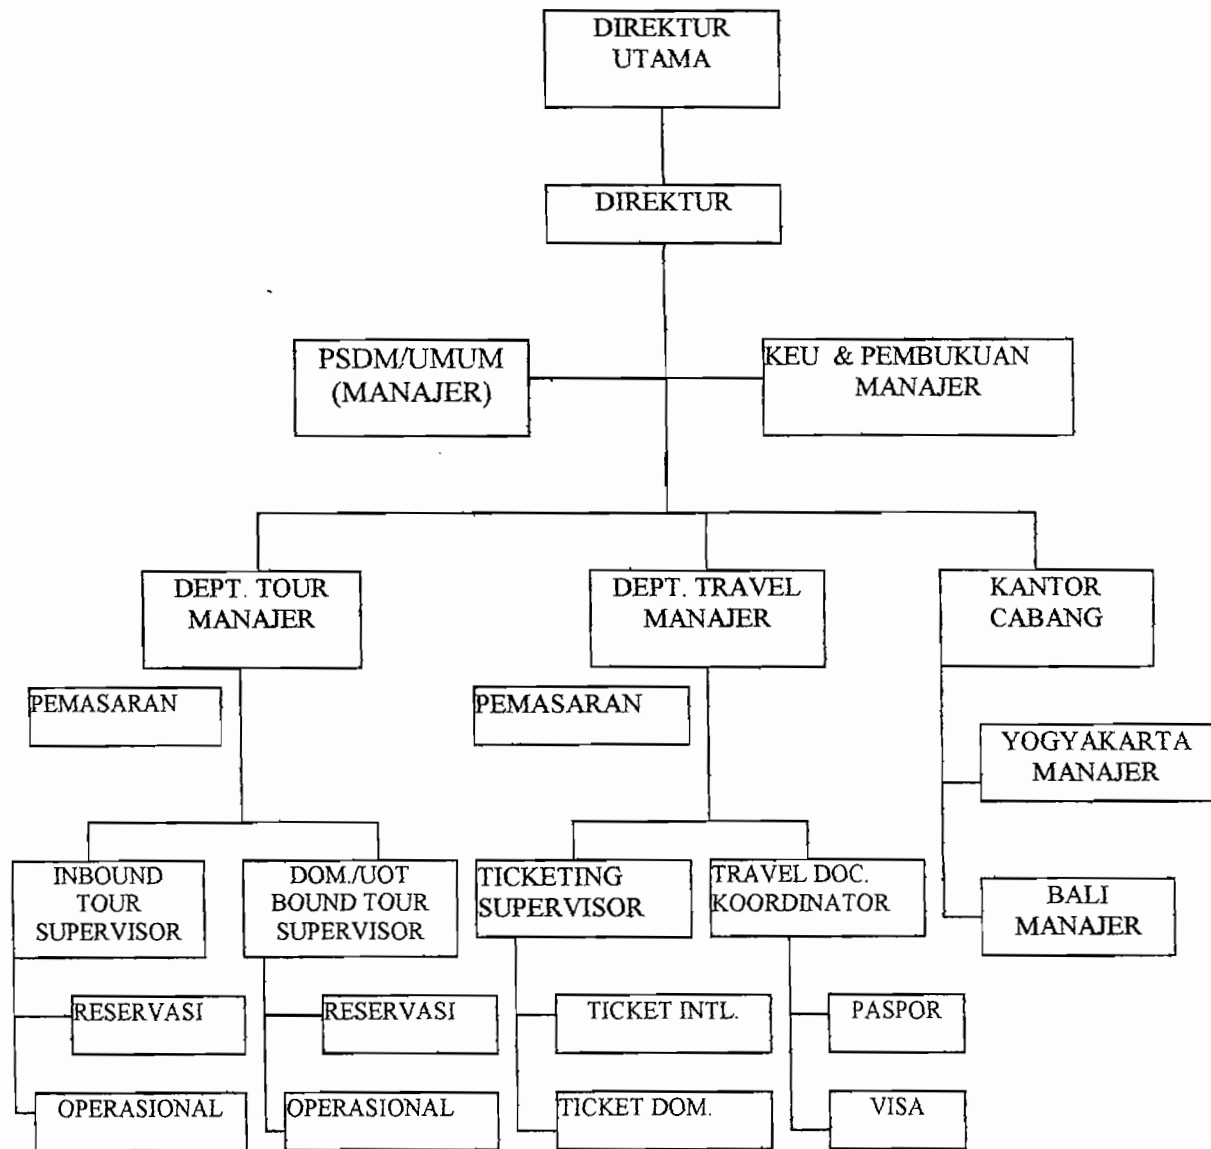 DIREKTUR
UTAMA
DIREKTUR
PSDM/UMUM
(MANAJER)
KEU & PEMBUKUAN
MANAJER
DEPT. TOUR
MANAJER
DEPT. TRAVEL
MANAJER
KANTOR
CABANG
PEMASARAN
PEMASARAN
YOGYAKARTA
MANAJER
INBOUND
TOUR
SUPERVISOR
DOM./UOT
BOUND TOUR
SUPERVISOR
TICKETING
SUPERVISOR
TRAVEL DOC.
KOORDINATOR
BALI
MANAJER
RESERVASI
RESERVASI
TICKET INTL.
PASPOR
OPERASIONAL
OPERASIONAL
TICKET DOM.
VISA